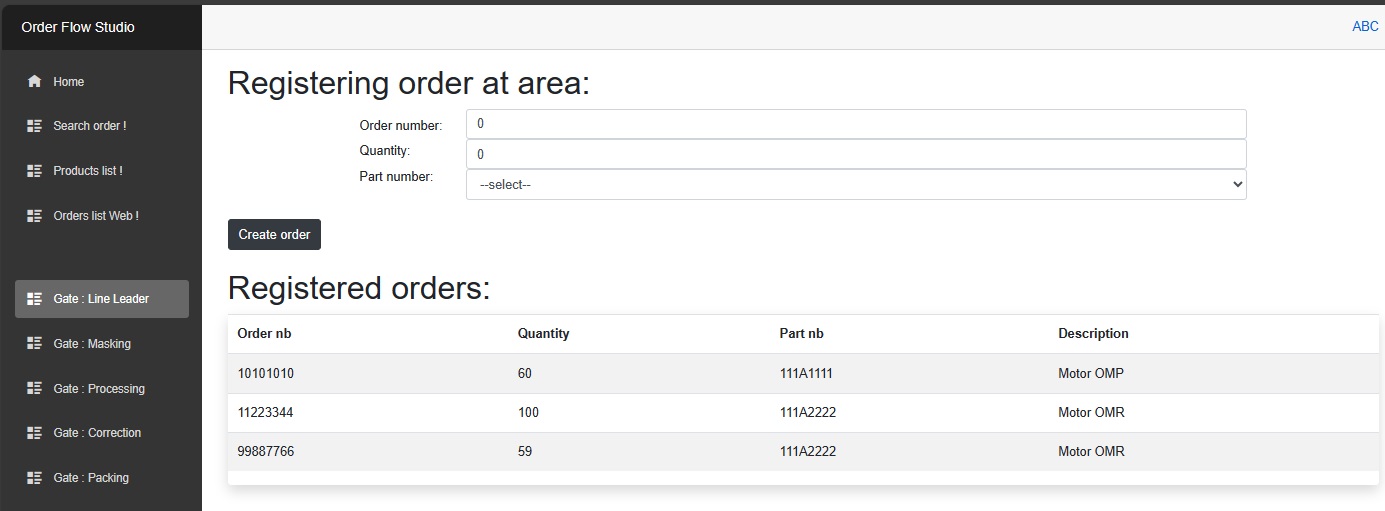 Order Flow Studio
ABC
Home
Search order !
Products list !
Orders list Web !
Gate : Line Leader
Gate : Masking
Gate : Processing
Gate : Correction
Gate : Packing
Registering order at area:
Order number: 0
Quantity: 0
Part number: --select--
Create order
Registered orders:
Order nb Quantity Part nb Description
10101010 60 111A1111 Motor OMP
11223344 100 111A2222 Motor OMR
99887766 59 111A2222 Motor OMR